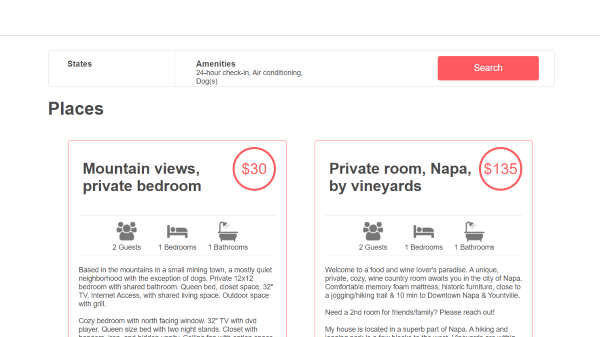 States
Amenities
24-hour check-in, Air conditioning,
Dog(s)
Search
Places
Mountain views,
private bedroom
$30
2 Guests
1 Bedrooms
1 Bathrooms
Based in the mountains in a small mining town, a mostly quiet
neighborhood with the exception of dogs. Private 12x12
bedroom with shared bathroom. Queen bed, closet space, 32"
TV, Internet Access, with shared living space. Outdoor space
with grill.
Cozy bedroom with north facing window. 32" TV with dvd
player. Queen size bed with two night stands. Closet with
Private room, Napa,
by vineyards
$135
2 Guests
1 Bedrooms
1 Bathrooms
Welcome to a food and wine lover's paradise. A unique,
private, cozy, wine country room awaits you in the city of Napa.
Comfortable memory foam mattress, historic furniture, close to
a jogging/hiking trail & 10 min to Downtown Napa & Yountville.
Need a 2nd room for friends/family? Please reach out!
My house is located in a superb part of Napa. A hiking and